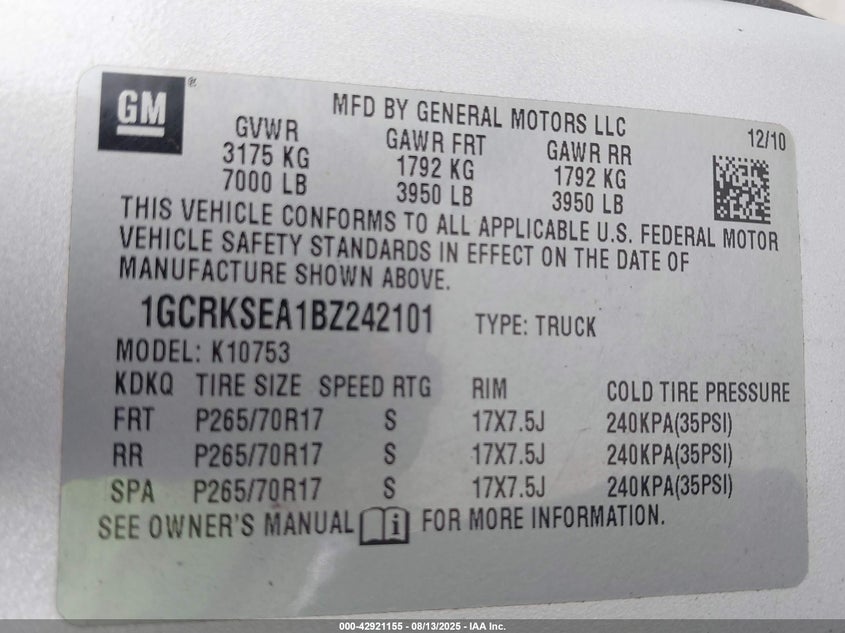 GM ®
MFD BY GENERAL MOTORS LLC
12/10
GVWR GAWR FRT GAWR RR
3175 KG 1792 KG 1792 KG
7000 LB 3950 LB 3950 LB
THIS VEHICLE CONFORMS TO ALL APPLICABLE U.S. FEDERAL MOTOR
VEHICLE SAFETY STANDARDS IN EFFECT ON THE DATE OF
MANUFACTURE SHOWN ABOVE.
1GCRKSEA1BZ242101 TYPE: TRUCK
MODEL: K10753
KDKQ TIRE SIZE SPEED RTG RIM COLD TIRE PRESSURE
FRT P265/70R17 S 17X7.5J 240KPA(35PSI)
RR P265/70R17 S 17X7.5J 240KPA(35PSI)
SPA P265/70R17 S 17X7.5J 240KPA(35PSI)
SEE OWNER'S MANUAL i FOR MORE INFORMATION.
000-42921155 - 08/13/2025 - IAA Inc.